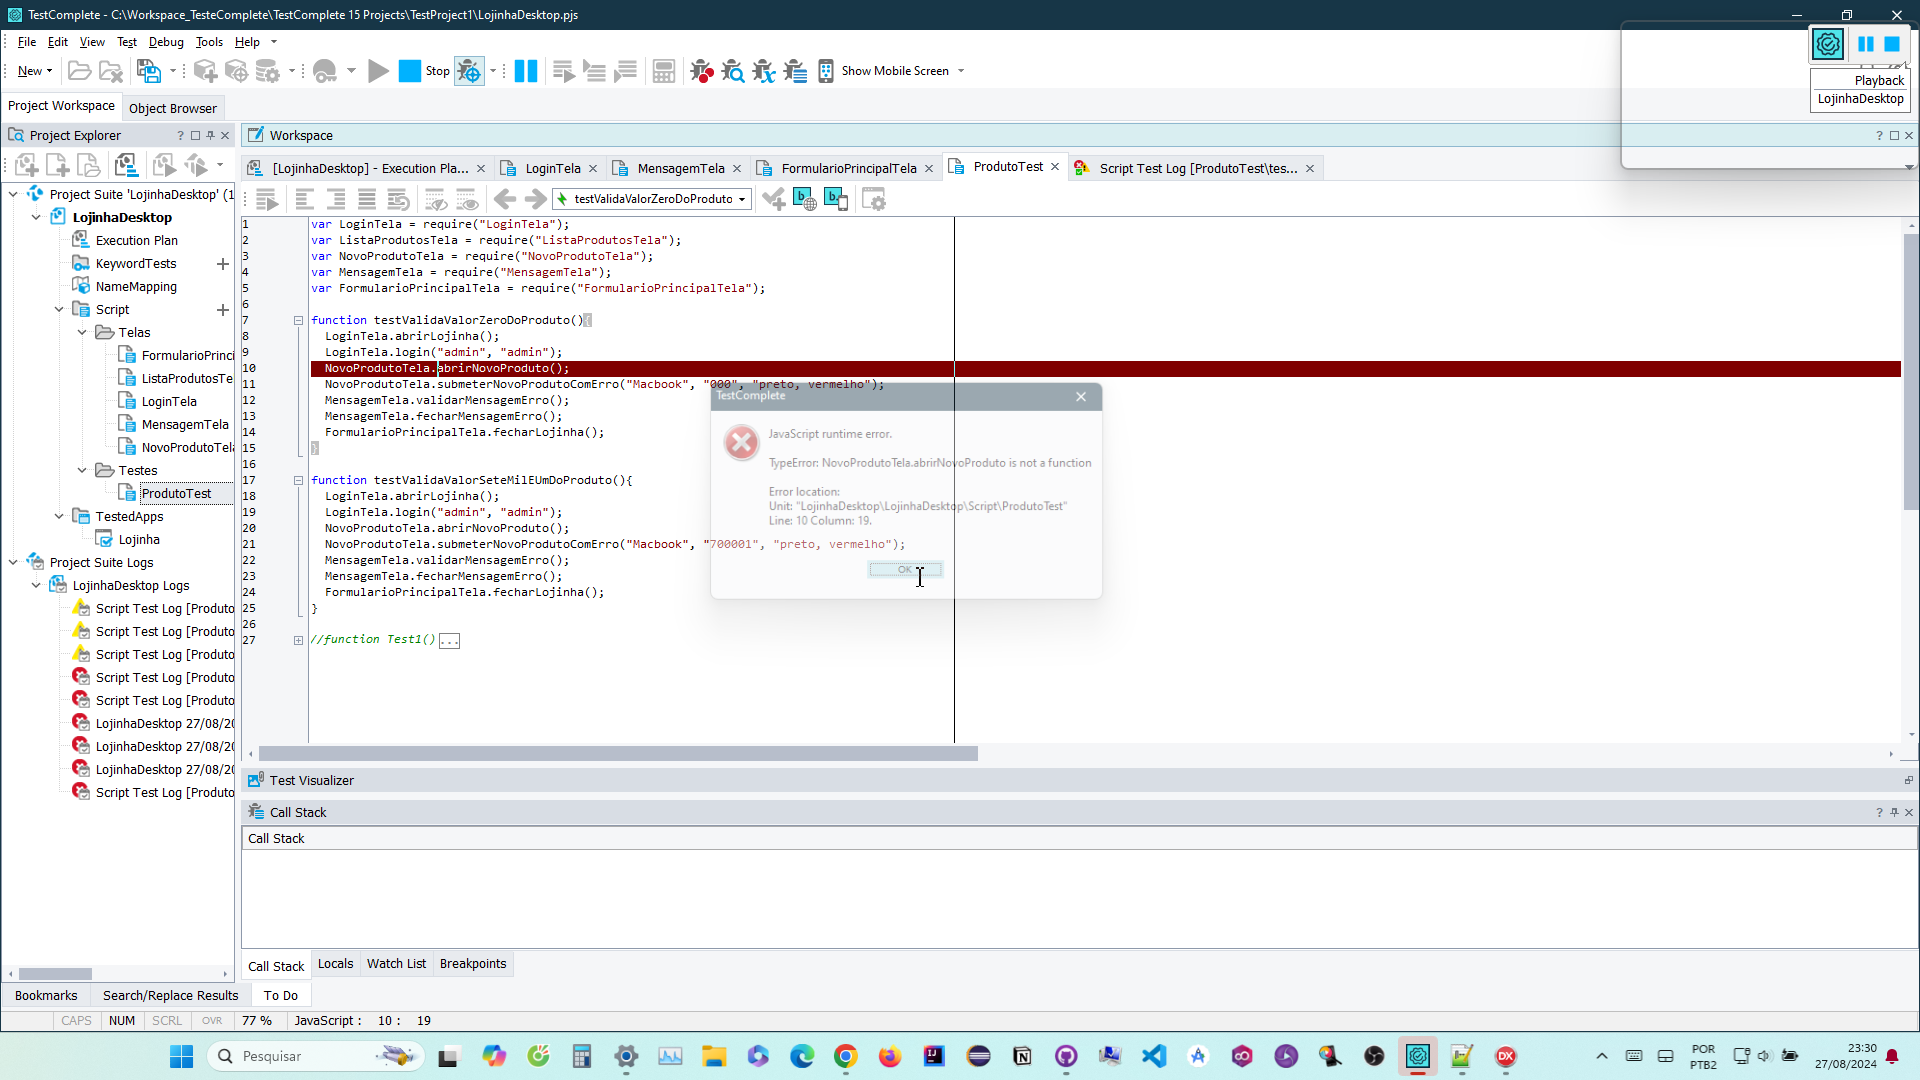 TestComplete - C:\Workspace_TesteComplete\TestComplete 15 Projects\TestProject1\LojinhaDesktop.pjs
File Edit View Test Debug Tools Help
New Stop Show Mobile Screen
Playback
LojinhaDesktop
Project Workspace Object Browser
Project Explorer
Workspace
[LojinhaDesktop] - Execution Pla... LoginTela MensagemTela FormularioPrincipalTela ProdutoTest Script Test Log [ProdutoTest\tes...
testValidaValorZeroDoProduto
Project Suite 'LojinhaDesktop' (1
LojinhaDesktop
Execution Plan
KeywordTests
NameMapping
Script
Telas
FormularioPrinci
ListaProdutosTe
LoginTela
MensagemTela
NovoProdutoTela
Testes
ProdutoTest
TestedApps
Lojinha
Project Suite Logs
LojinhaDesktop Logs
Script Test Log [Produto
Script Test Log [Produto
Script Test Log [Produto
Script Test Log [Produto
Script Test Log [Produto
LojinhaDesktop 27/08/20
LojinhaDesktop 27/08/20
LojinhaDesktop 27/08/20
Script Test Log [Produto
1 var LoginTela = require("LoginTela");
2 var ListaProdutosTela = require("ListaProdutosTela");
3 var NovoProdutoTela = require("NovoProdutoTela");
4 var MensagemTela = require("MensagemTela");
5 var FormularioPrincipalTela = require("FormularioPrincipalTela");
6
7 function testValidaValorZeroDoProduto(){
8 LoginTela.abrirLojinha();
9 LoginTela.login("admin", "admin");
10 NovoProdutoTela.abrirNovoProduto();
11 NovoProdutoTela.submeterNovoProdutoComErro("Macbook", "000", "preto, vermelho");
12 MensagemTela.validarMensagemErro();
13 MensagemTela.fecharMensagemErro();
14 FormularioPrincipalTela.fecharLojinha();
15 }
16
17 function testValidaValorSeteMilEUmDoProduto(){
18 LoginTela.abrirLojinha();
19 LoginTela.login("admin", "admin");
20 NovoProdutoTela.abrirNovoProduto();
21 NovoProdutoTela.submeterNovoProdutoComErro("Macbook", "700001", "preto, vermelho");
22 MensagemTela.validarMensagemErro();
23 MensagemTela.fecharMensagemErro();
24 FormularioPrincipalTela.fecharLojinha();
25 }
26
27 //function Test1() ...
TestComplete
JavaScript runtime error.
TypeError: NovoProdutoTela.abrirNovoProduto is not a function
Error location:
Unit: "LojinhaDesktop\LojinhaDesktop\Script\ProdutoTest"
Line: 10 Column: 19.
OK
Test Visualizer
Call Stack
Call Stack
Call Stack Locals Watch List Breakpoints
Bookmarks Search/Replace Results To Do
CAPS NUM SCRL OVR 77 % JavaScript : 10 : 19
Pesquisar
POR
PTB2
23:30
27/08/2024